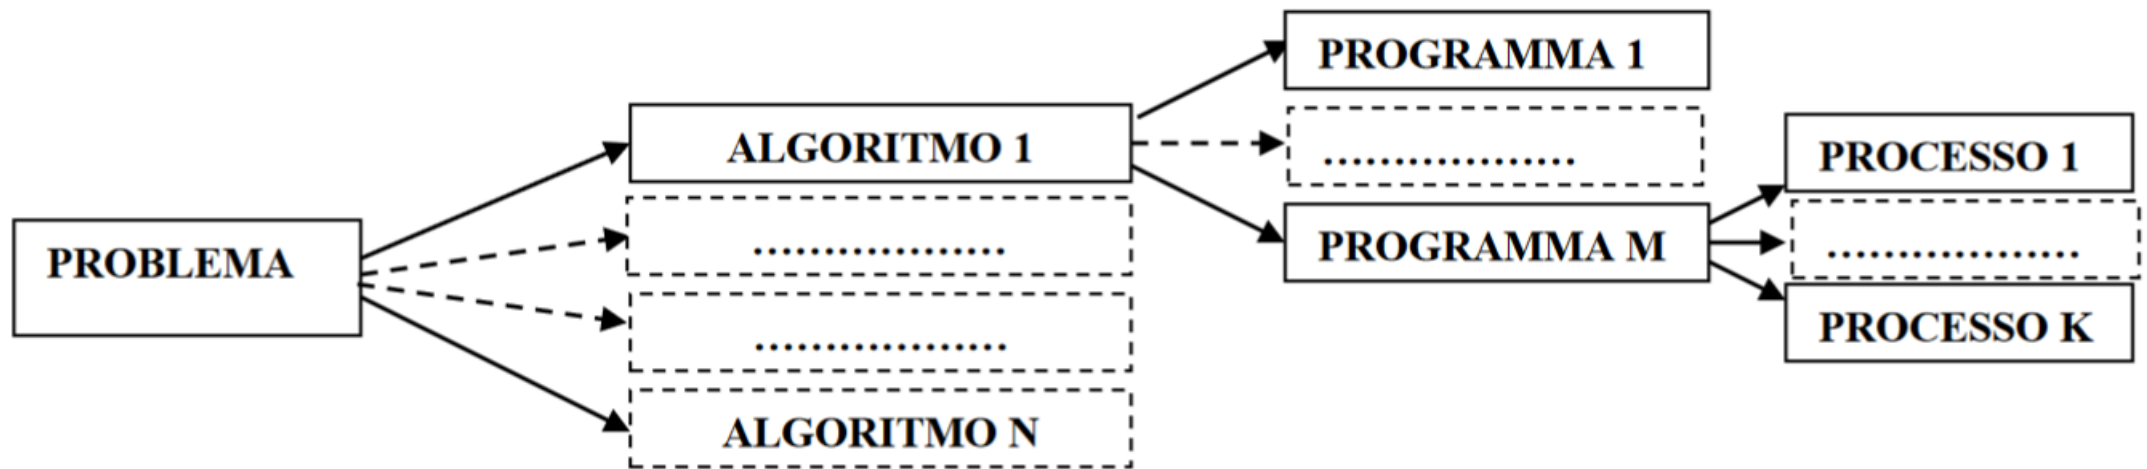 PROBLEMA
ALGORITMO 1
..................
..................
ALGORITMO N
PROGRAMMA 1
..................
PROGRAMMA M
PROCESSO 1
..................
PROCESSO K